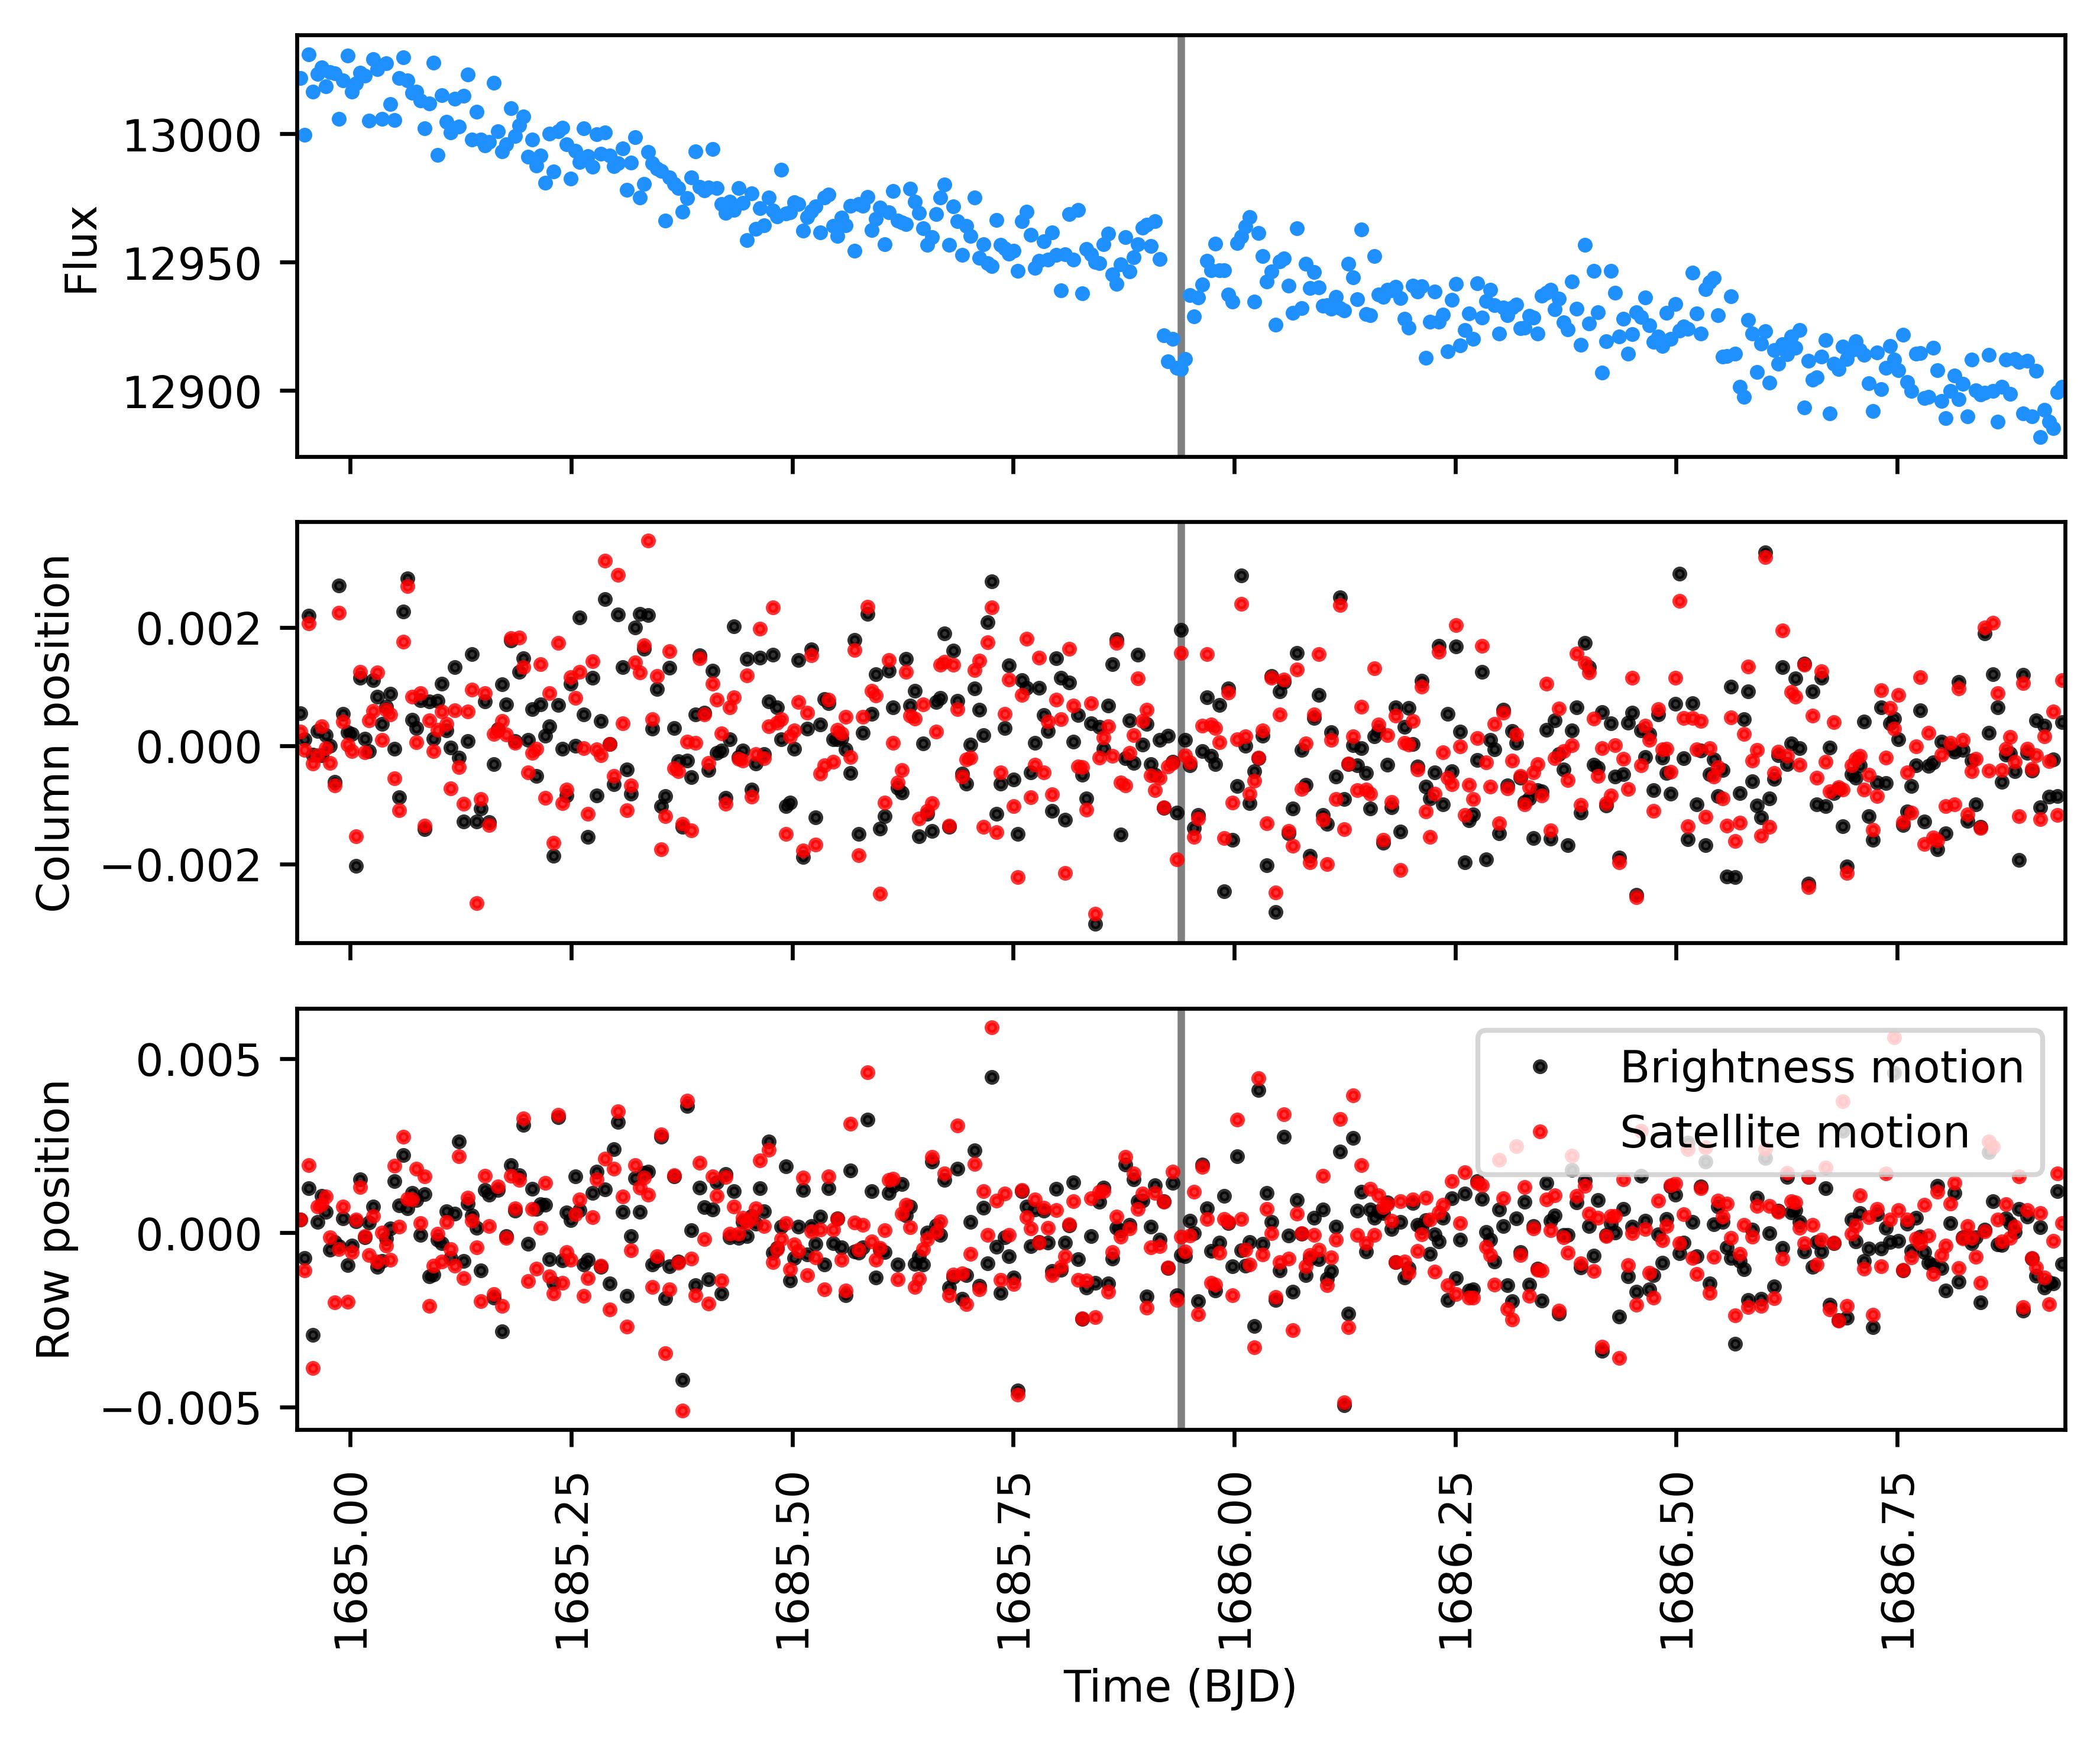 Flux
13000
12950
12900
Column position
0.002
0.000
−0.002
Row position
0.005
0.000
−0.005
Brightness motion
Satellite motion
1685.00
1685.25
1685.50
1685.75
1686.00
1686.25
1686.50
1686.75
Time (BJD)